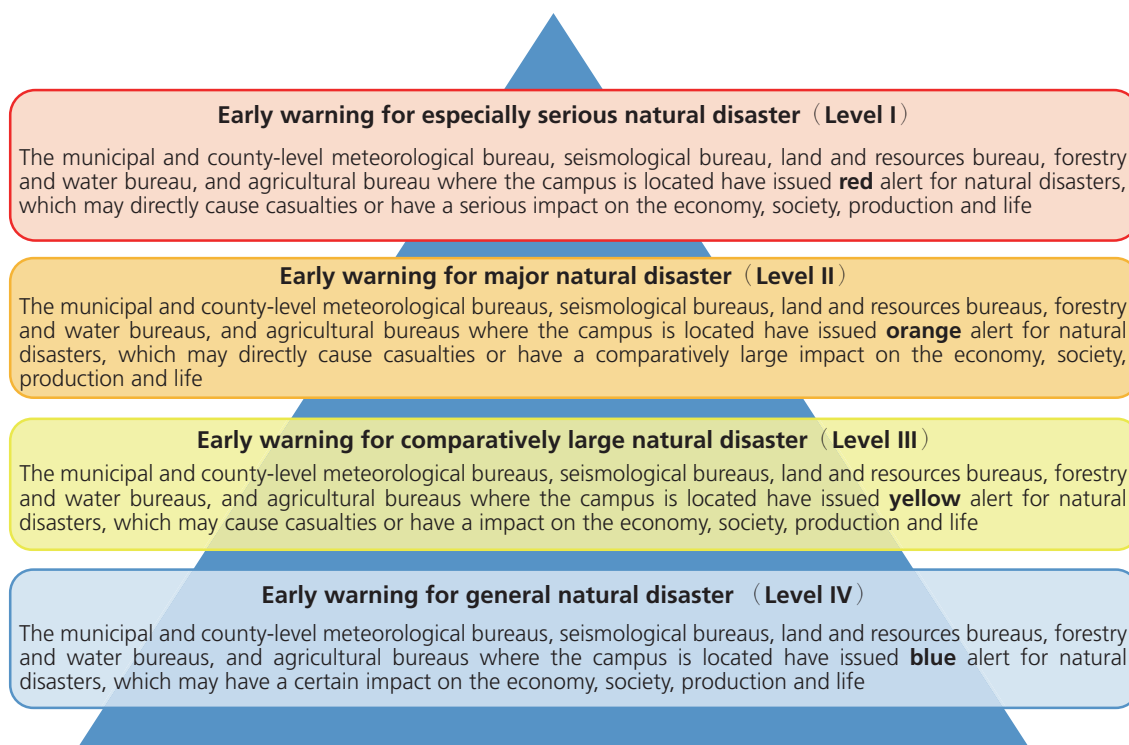 Early warning for especially serious natural disaster（Level I）
The municipal and county-level meteorological bureau, seismological bureau, land and resources bureau, forestry
and water bureau, and agricultural bureau where the campus is located have issued red alert for natural disasters,
which may directly cause casualties or have a serious impact on the economy, society, production and life
Early warning for major natural disaster（Level II）
The municipal and county-level meteorological bureaus, seismological bureaus, land and resources bureaus, forestry
and water bureaus, and agricultural bureaus where the campus is located have issued orange alert for natural
disasters, which may directly cause casualties or have a comparatively large impact on the economy, society,
production and life
Early warning for comparatively large natural disaster（Level III）
The municipal and county-level meteorological bureaus, seismological bureaus, land and resources bureaus, forestry
and water bureaus, and agricultural bureaus where the campus is located have issued yellow alert for natural
disasters, which may cause casualties or have a impact on the economy, society, production and life
Early warning for general natural disaster （Level IV）
The municipal and county-level meteorological bureaus, seismological bureaus, land and resources bureaus, forestry
and water bureaus, and agricultural bureaus where the campus is located have issued blue alert for natural
disasters, which may have a certain impact on the economy, society, production and life